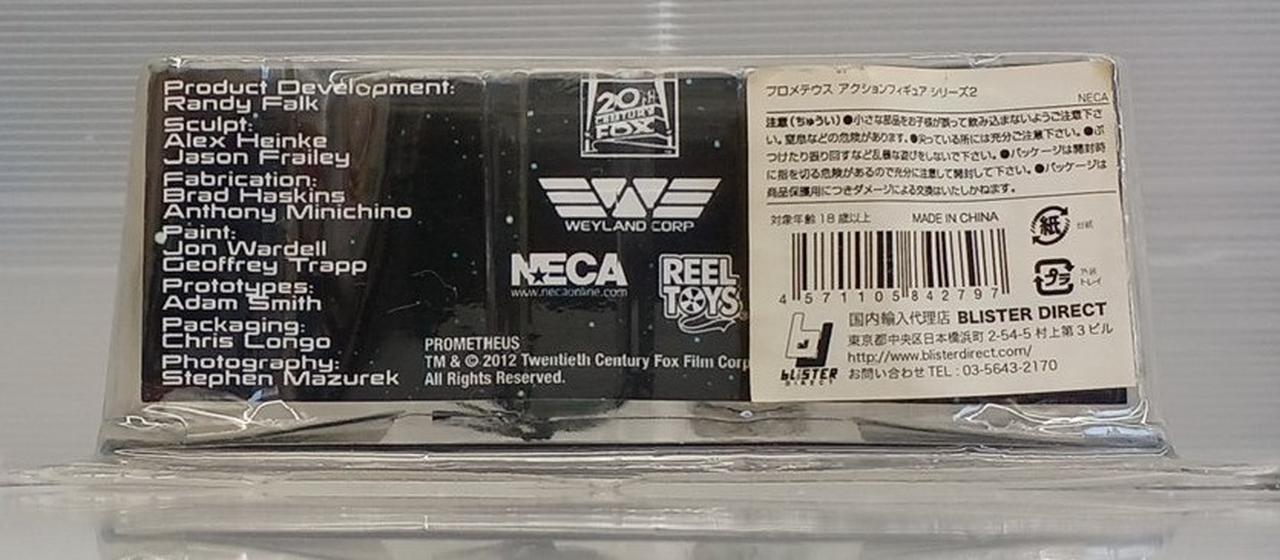 Product Development:
Randy Falk
Sculpt:
Alex Heinke
Jason Frailey
Fabrication:
Brad Haskins
Anthony Minichino
Paint:
Jon Wardell
Geoffrey Trapp
Prototypes:
Adam Smith
Packaging:
Chris Longo
Photography:
Stephen Mazurek
20th
CENTURY
FOX
WEYLAND CORP
NECA
www.necaonline.com
REEL
TOYS
PROMETHEUS
TM & © 2012 Twentieth Century Fox Film Corp
All Rights Reserved.
プロメテウス アクションフィギュア シリーズ2
NECA
注意(ちゅうい)●小さな部品をお子様が誤って飲み込まないようご注意下さ
い。窒息などの危険があります。●尖っている所には充分ご注意下さい。●ぶ
つけたり振り回すなど乱暴な遊びをしないで下さい。●パッケージは開封時
に指を切る危険があるので充分に注意して開封して下さい。●パッケージは
商品保護用につきダメージによる交換はいたしかねます。
対象年齢 18歳以上 MADE IN CHINA
紙 台紙
プラ 外装
トレイ
4 571105 842797
BLISTER
DIRECT
国内輸入代理店 BLISTER DIRECT
東京都中央区日本橋浜町 2-54-5 村上第3ビル
http://www.blisterdirect.com/
お問い合わせ TEL : 03-5643-2170